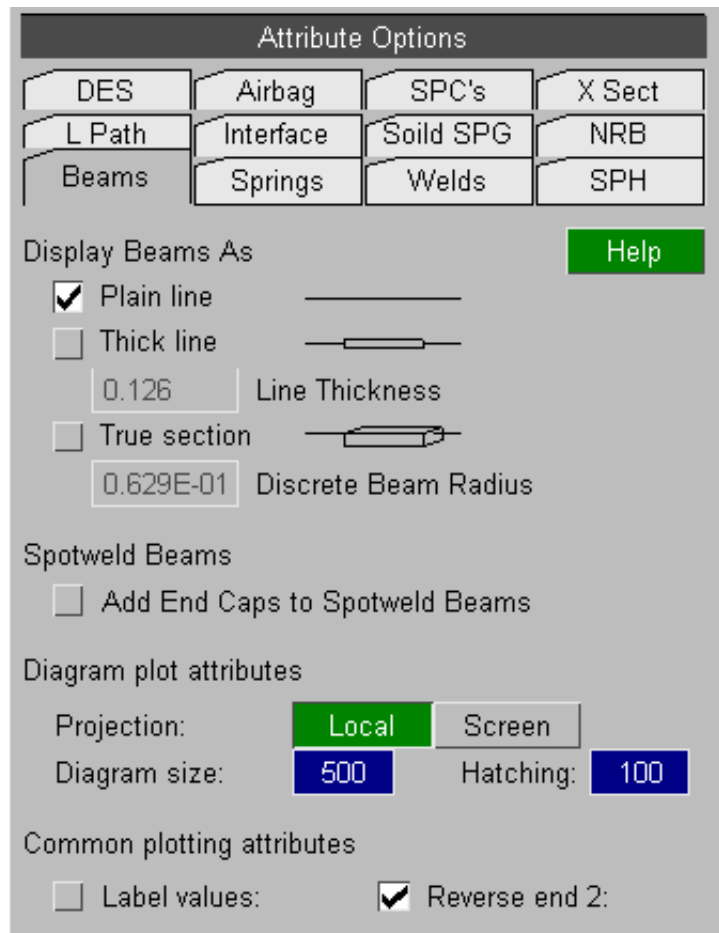 Attribute Options
DES Airbag SPC's X Sect
L Path Interface Soild SPG NRB
Beams Springs Welds SPH
Display Beams As Help
Plain line
Thick line
0.126 Line Thickness
True section
0.629E-01 Discrete Beam Radius
Spotweld Beams
Add End Caps to Spotweld Beams
Diagram plot attributes
Projection: Local Screen
Diagram size: 500 Hatching: 100
Common plotting attributes
Label values: Reverse end 2: